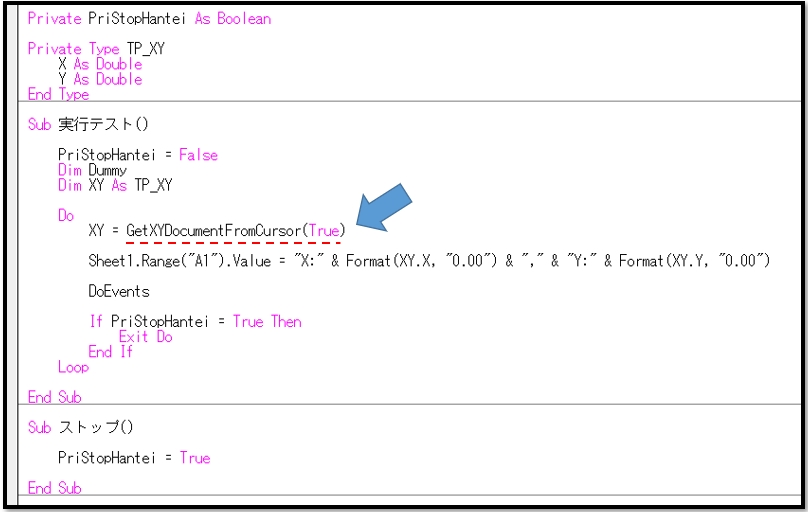 Private PriStopHantei As Boolean
Private Type TP_XY
X As Double
Y As Double
End Type
Sub 実行テスト()
PriStopHantei = False
Dim Dummy
Dim XY As TP_XY
Do
XY = GetXYDocumentFromCursor(True)
Sheet1.Range("A1").Value = "X:" & Format(XY.X, "0.00") & "," & "Y:" & Format(XY.Y, "0.00")
DoEvents
If PriStopHantei = True Then
Exit Do
End If
Loop
End Sub
Sub ストップ()
PriStopHantei = True
End Sub